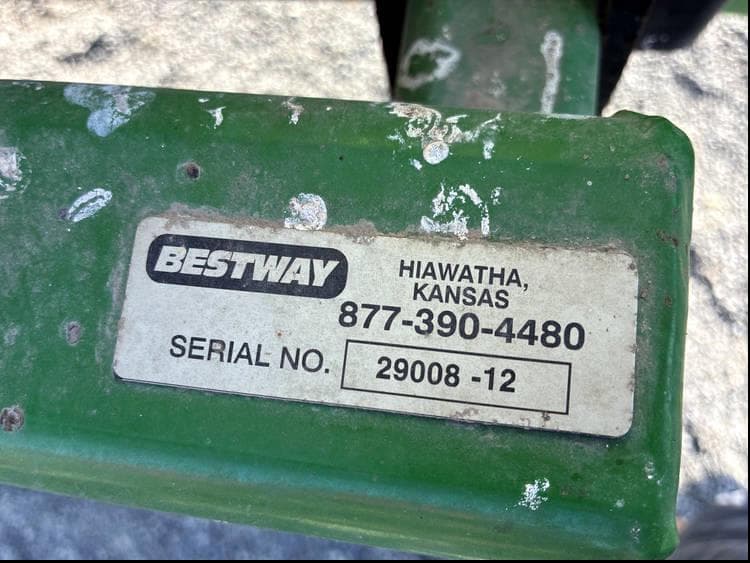 BESTWAY
HIAWATHA,
KANSAS
877-390-4480
SERIAL NO. 29008 -12